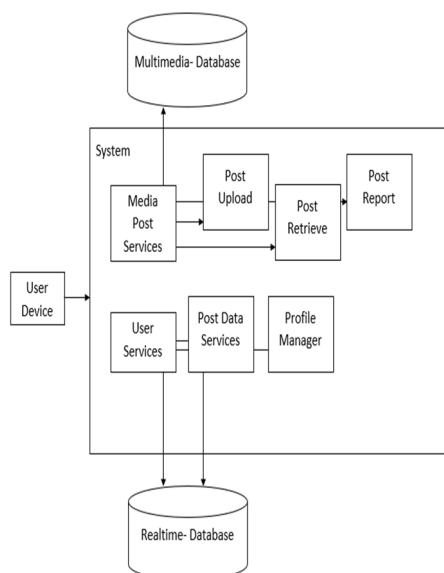 Multimedia- Database
System
Media
Post
Services
Post
Upload
Post
Retrieve
Post
Report
User
Device
User
Services
Post Data
Services
Profile
Manager
Realtime- Database